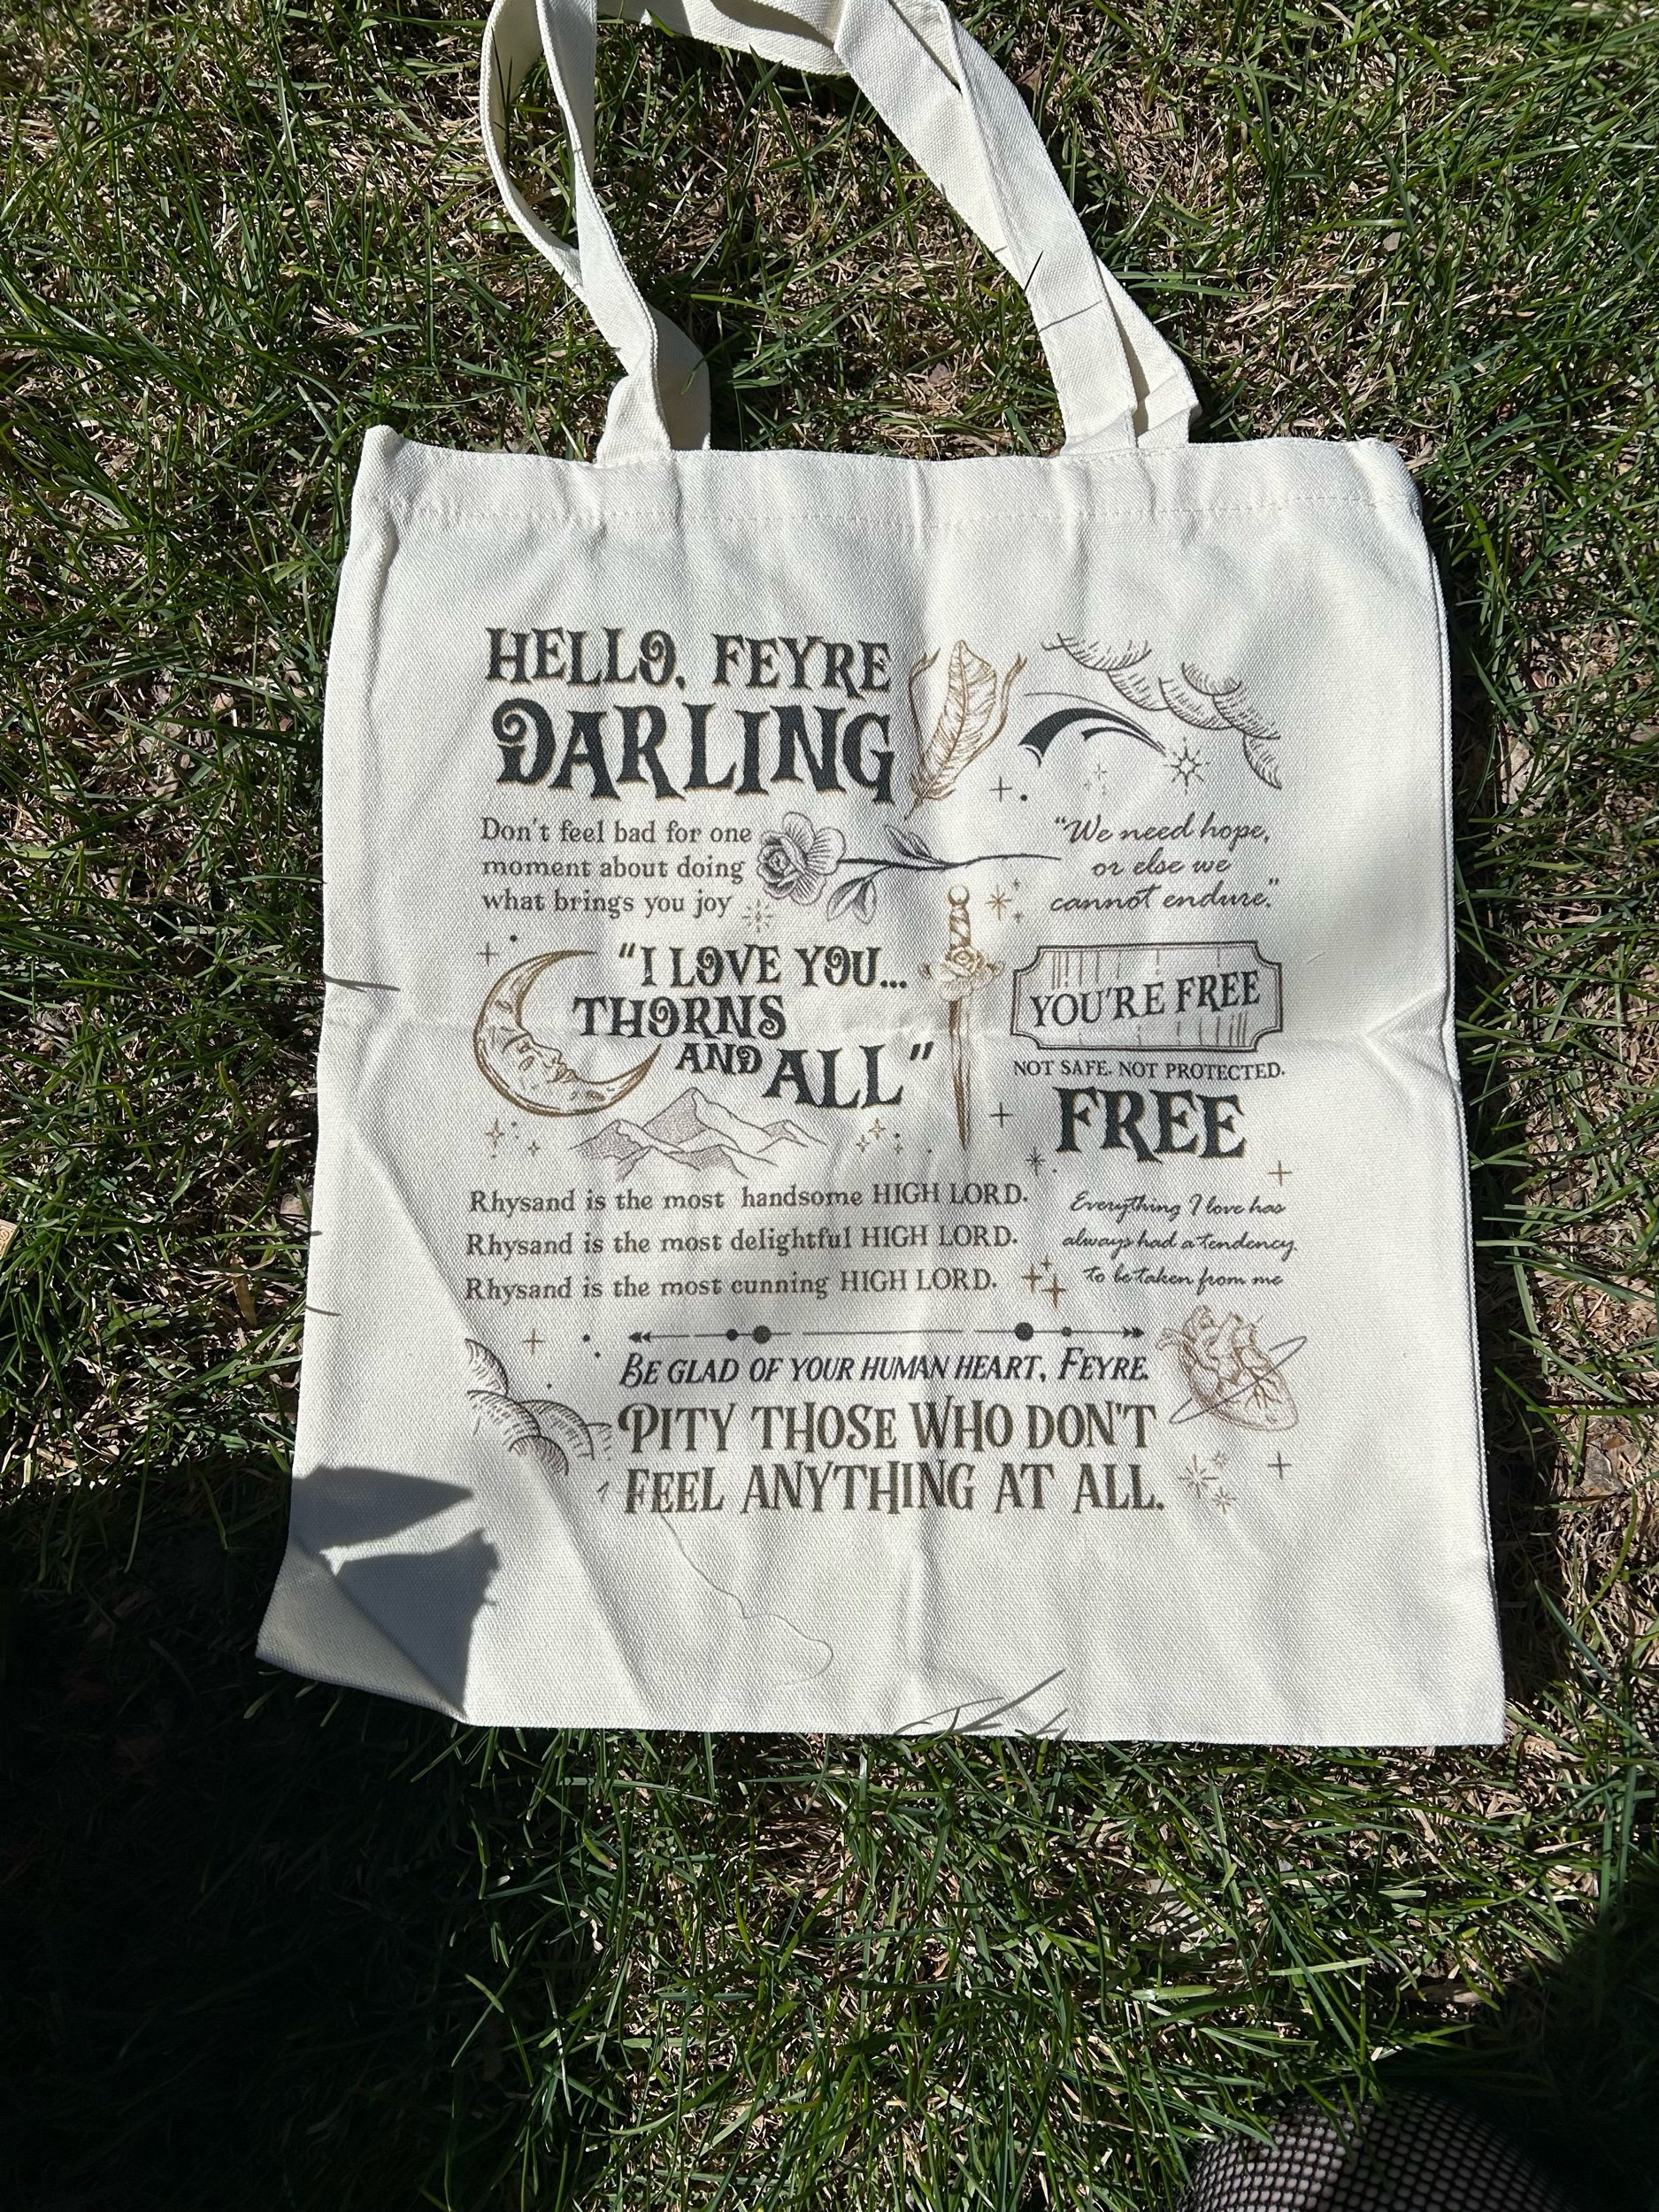 HELLO, FEYRE
DARLING
Don't feel bad for one
moment about doing
what brings you joy
"We need hope,
or else we
cannot endure."
"I LOVE YOU...
THORNS
AND ALL"
YOU'RE FREE
NOT SAFE. NOT PROTECTED.
FREE
Rhysand is the most handsome HIGH LORD.
Rhysand is the most delightful HIGH LORD.
Rhysand is the most cunning HIGH LORD.
Everything I love has
always had a tendency
to be taken from me
BE GLAD OF YOUR HUMAN HEART, FEYRE.
PITY THOSE WHO DON'T
FEEL ANYTHING AT ALL.